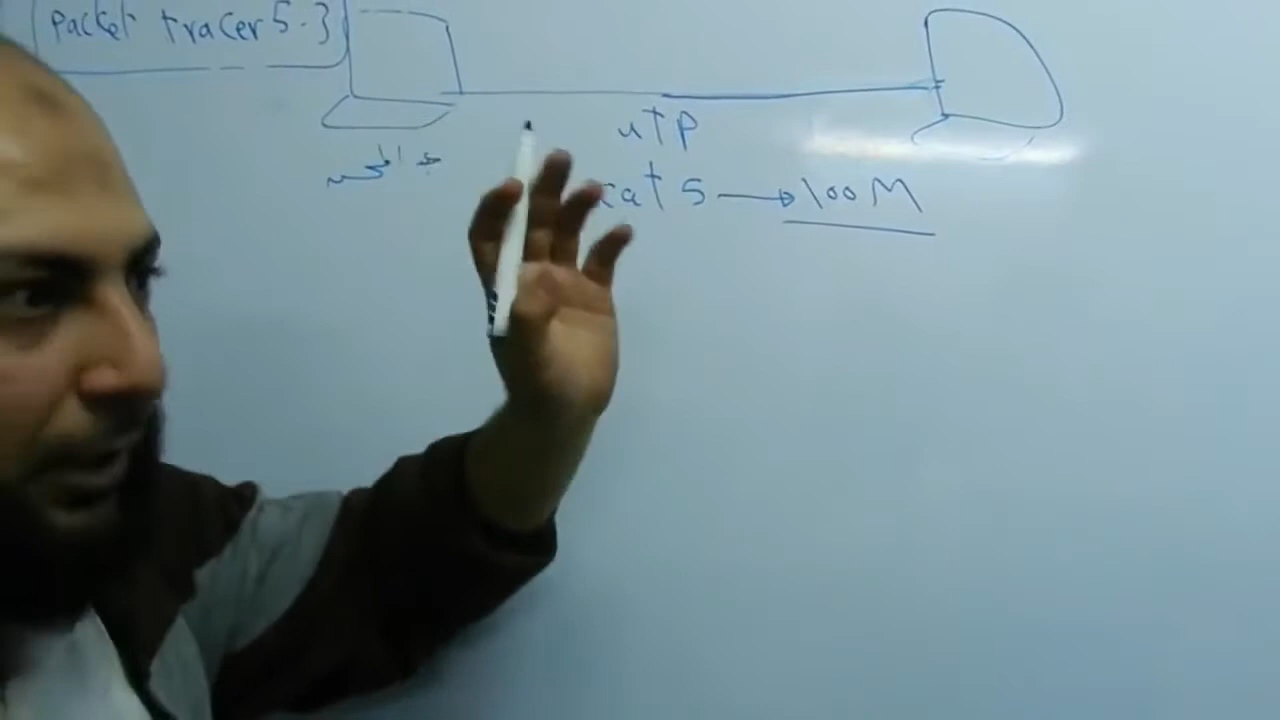 packet tracer 5.3
UTP
cat 5 → 100 M